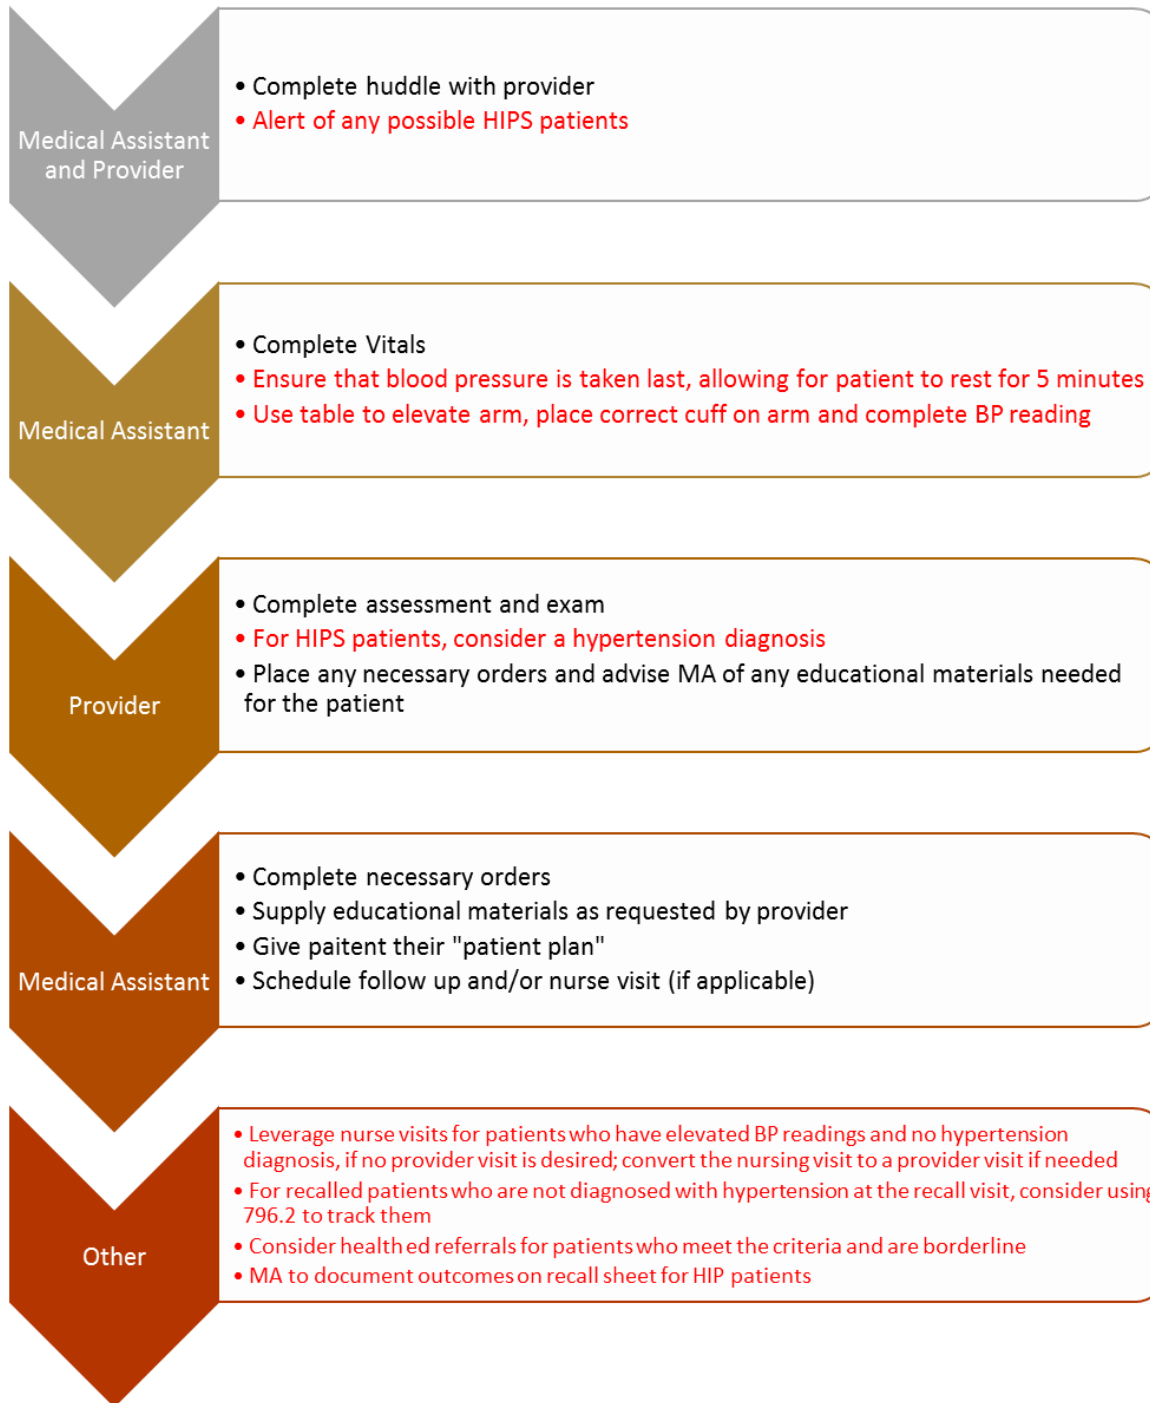 Medical Assistant
and Provider
• Complete huddle with provider
• Alert of any possible HIPS patients
Medical Assistant
• Complete Vitals
• Ensure that blood pressure is taken last, allowing for patient to rest for 5 minutes
• Use table to elevate arm, place correct cuff on arm and complete BP reading
Provider
• Complete assessment and exam
• For HIPS patients, consider a hypertension diagnosis
• Place any necessary orders and advise MA of any educational materials needed
for the patient
Medical Assistant
• Complete necessary orders
• Supply educational materials as requested by provider
• Give paitent their "patient plan"
• Schedule follow up and/or nurse visit (if applicable)
Other
• Leverage nurse visits for patients who have elevated BP readings and no hypertension
diagnosis, if no provider visit is desired; convert the nursing visit to a provider visit if needed
• For recalled patients who are not diagnosed with hypertension at the recall visit, consider using
796.2 to track them
• Consider health ed referrals for patients who meet the criteria and are borderline
• MA to document outcomes on recall sheet for HIP patients